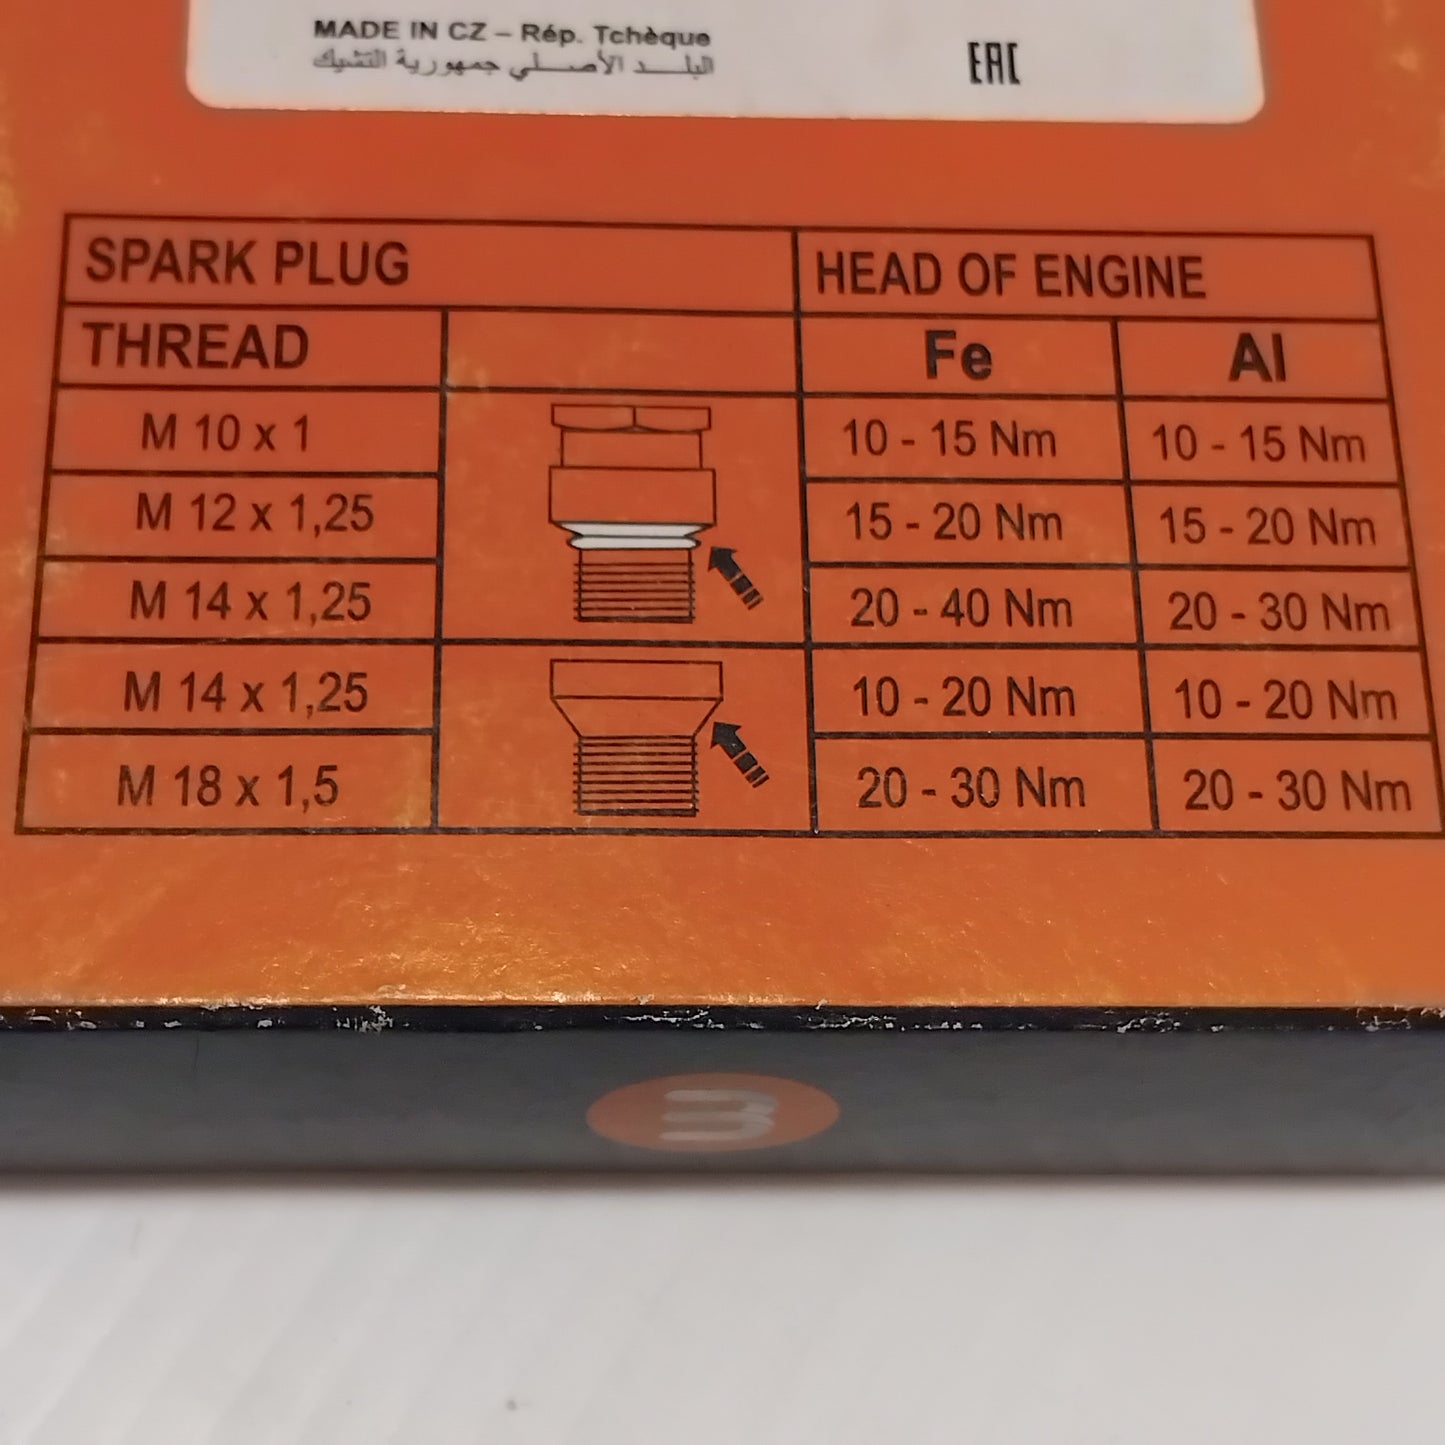 MADE IN CZ – Rép. Tchèque
البلد الأصلي جمهورية التشيك
EAC
SPARK PLUG HEAD OF ENGINE
THREAD Fe Al
M 10 x 1 10 - 15 Nm 10 - 15 Nm
M 12 x 1,25 15 - 20 Nm 15 - 20 Nm
M 14 x 1,25 20 - 40 Nm 20 - 30 Nm
M 14 x 1,25 10 - 20 Nm 10 - 20 Nm
M 18 x 1,5 20 - 30 Nm 20 - 30 Nm